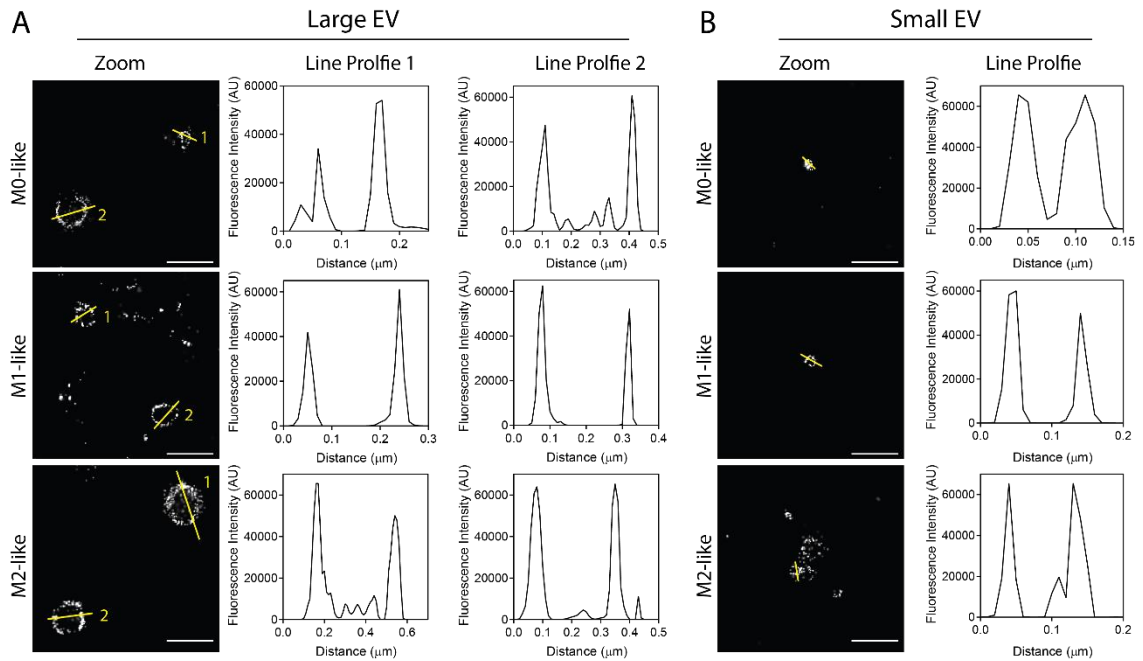 A
Large EV
B
Small EV
Zoom
Line Prolfie 1
Line Prolfie 2
Zoom
Line Prolfie
M0-like
1
2
Fluorescence Intensity (AU)
60000
40000
20000
0
0.0
0.1
0.2
Distance (μm)
Fluorescence Intensity (AU)
60000
40000
20000
0
0.0
0.1
0.2
0.3
0.4
0.5
Distance (μm)
M0-like
Fluorescence Intensity (AU)
60000
40000
20000
0
0.00
0.05
0.10
0.15
Distance (μm)
M1-like
1
2
Fluorescence Intensity (AU)
60000
40000
20000
0
0.0
0.1
0.2
0.3
Distance (μm)
Fluorescence Intensity (AU)
60000
40000
20000
0
0.0
0.1
0.2
0.3
0.4
Distance (μm)
M1-like
Fluorescence Intensity (AU)
60000
40000
20000
0
0.0
0.1
0.2
Distance (μm)
M2-like
1
2
Fluorescence Intensity (AU)
60000
40000
20000
0
0.0
0.2
0.4
0.6
Distance (μm)
Fluorescence Intensity (AU)
60000
40000
20000
0
0.0
0.1
0.2
0.3
0.4
0.5
Distance (μm)
M2-like
Fluorescence Intensity (AU)
60000
40000
20000
0
0.0
0.1
0.2
Distance (μm)